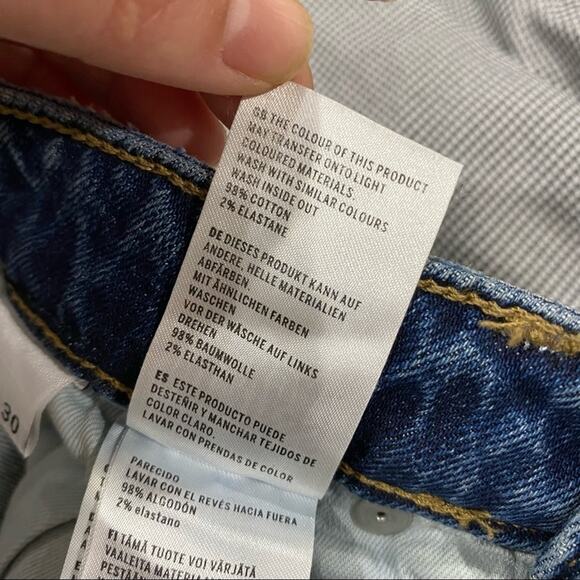 GB THE COLOUR OF THIS PRODUCT
MAY TRANSFER ONTO LIGHT
COLOURED MATERIALS.
WASH WITH SIMILAR COLOURS
WASH INSIDE OUT
98% COTTON
2% ELASTANE
DE DIESES PRODUKT KANN AUF
ANDERE, HELLE MATERIALIEN
ABFÄRBEN.
MIT ÄHNLICHEN FARBEN
WASCHEN
VOR DER WÄSCHE AUF LINKS
DREHEN
98% BAUMWOLLE
2% ELASTHAN
ES ESTE PRODUCTO PUEDE
DESTEÑIR Y MANCHAR TEJIDOS DE
COLOR CLARO.
LAVAR CON PRENDAS DE COLOR
PARECIDO
LAVAR CON EL REVÉS HACIA FUERA
98% ALGODÓN
2% elastano
FI TÄMÄ TUOTE VOI VÄRJÄTÄ
VAALEITA MATERIAA
PESTÄÄN
30